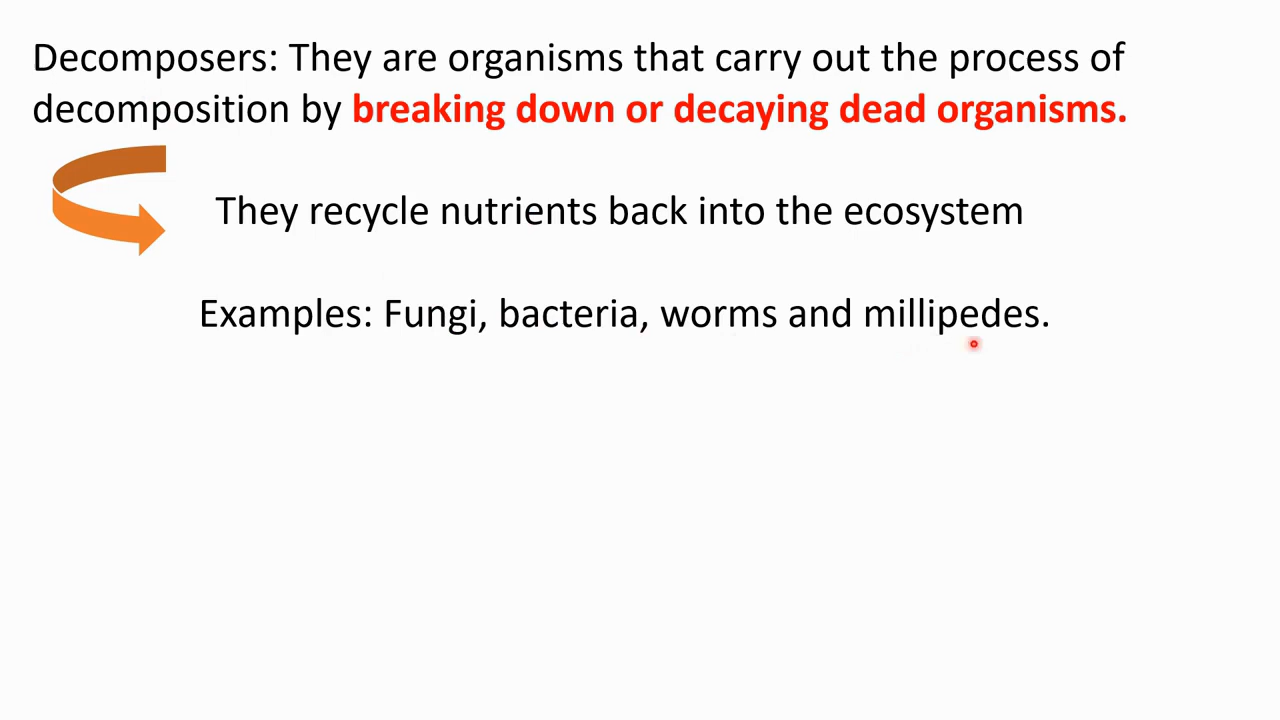 Decomposers: They are organisms that carry out the process of
decomposition by breaking down or decaying dead organisms.
They recycle nutrients back into the ecosystem
Examples: Fungi, bacteria, worms and millipedes.